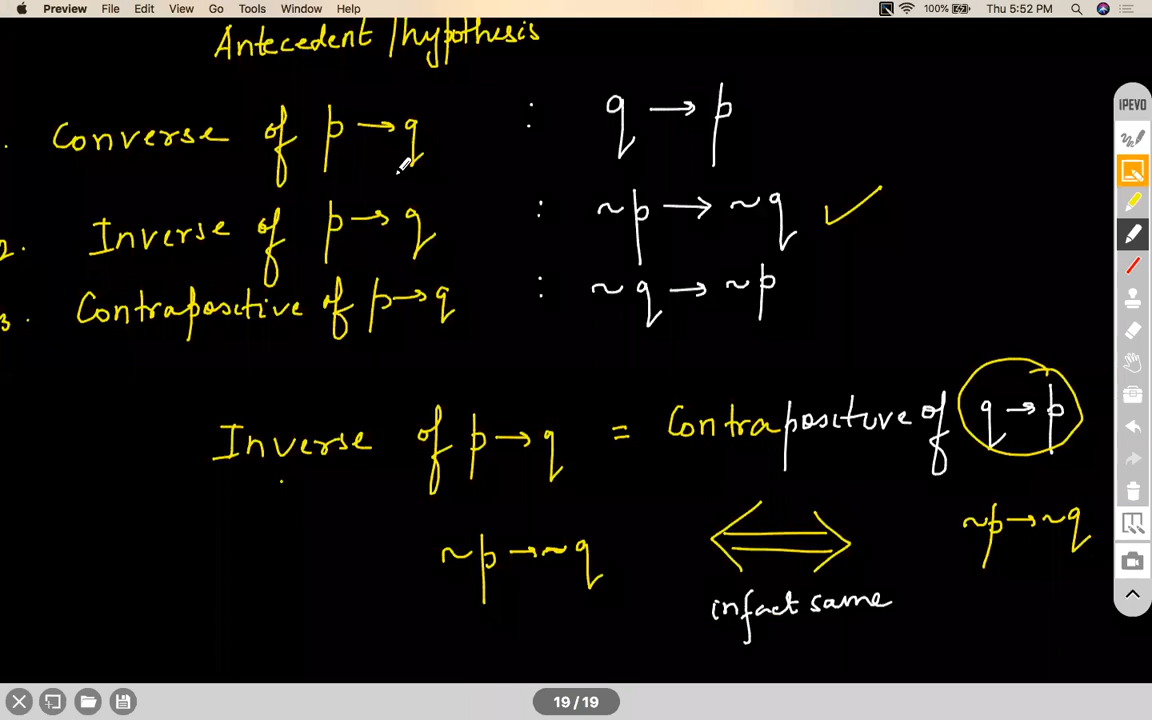 Preview File Edit View Go Tools Window Help 100% Thu 5:52 PM
Antecedent / hypothesis
IPEVO
. Converse of p → q : q → p
2. Inverse of p → q : ~p → ~q ✓
3. Contrapositive of p → q : ~q → ~p
Inverse of p → q = Contrapositive of q → p
~p → ~q ⟺ ~p → ~q
infact same
19 / 19